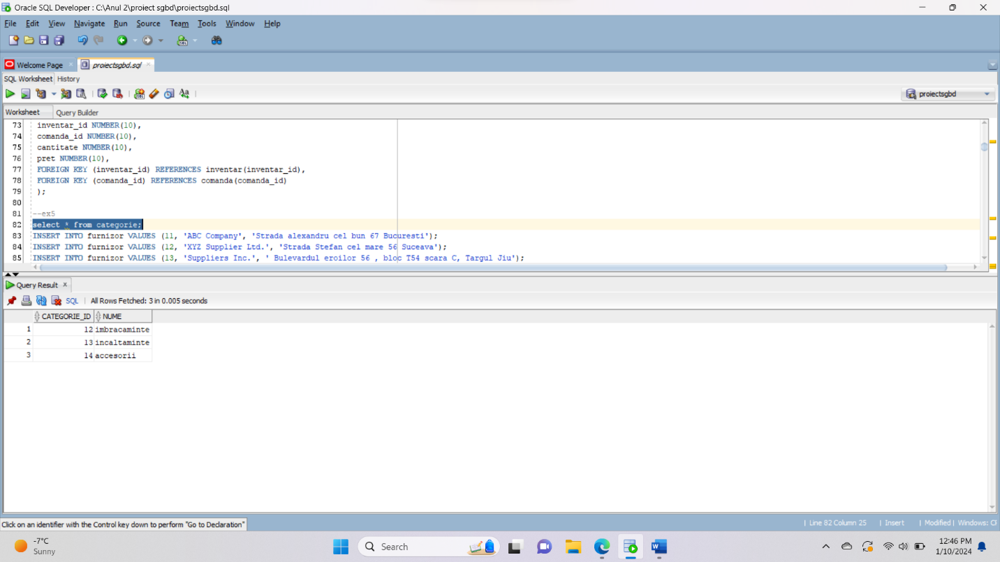 Oracle SQL Developer : C:\Anul 2\proiect sgbd\proiectsgbd.sql
File Edit View Navigate Run Source Team Tools Window Help
Welcome Page proiectsgbd.sql
SQL Worksheet History
proiectsgbd
Worksheet Query Builder
73 inventar_id NUMBER(10),
74 comanda_id NUMBER(10),
75 cantitate NUMBER(10),
76 pret NUMBER(10),
77 FOREIGN KEY (inventar_id) REFERENCES inventar(inventar_id),
78 FOREIGN KEY (comanda_id) REFERENCES comanda(comanda_id)
79 );
80
81 --ex5
82 select * from categorie;
83 INSERT INTO furnizor VALUES (11, 'ABC Company', 'Strada alexandru cel bun 67 Bucuresti');
84 INSERT INTO furnizor VALUES (12, 'XYZ Supplier Ltd.', 'Strada Stefan cel mare 56 Suceava');
85 INSERT INTO furnizor VALUES (13, 'Suppliers Inc.', ' Bulevardul eroilor 56 , bloc T54 scara C, Targul Jiu');
Query Result x
SQL | All Rows Fetched: 3 in 0.005 seconds
CATEGORIE_ID NUME
1 12 imbracaminte
2 13 incaltaminte
3 14 accesorii
Click on an identifier with the Control key down to perform "Go to Declaration"
| Line 82 Column 25 | Insert | Modified | Windows: CR
-7°C
Sunny
Search
12:46 PM
1/10/2024